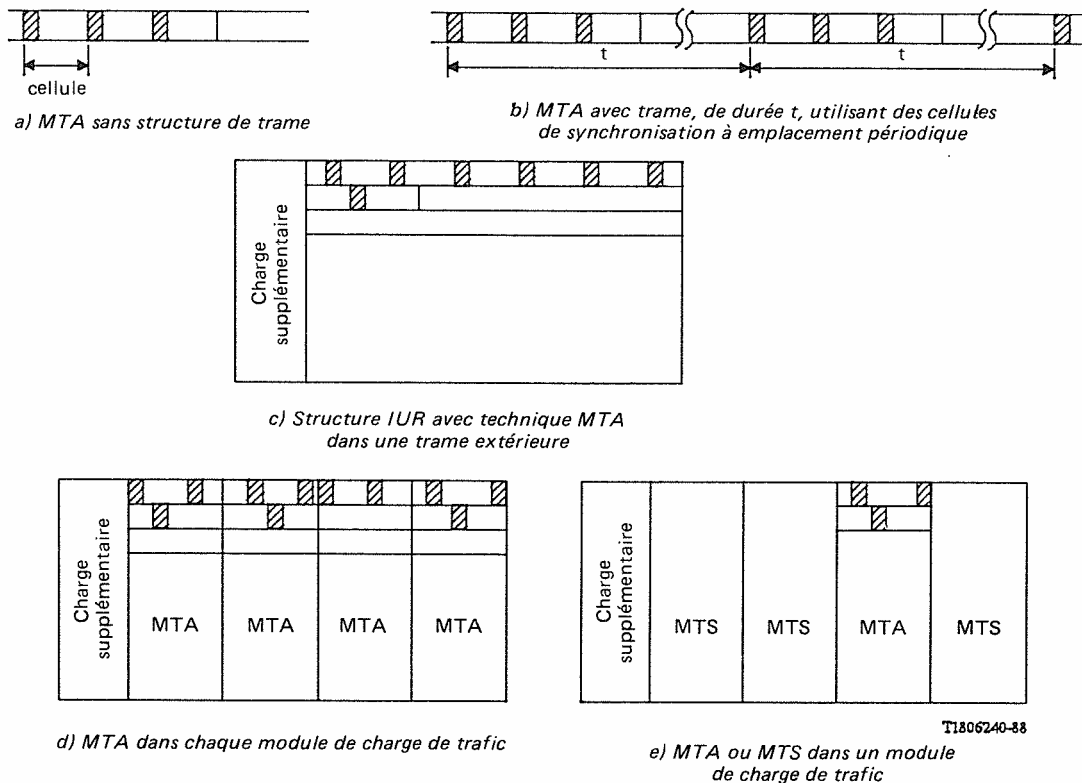 cellule
a) MTA sans structure de trame
t
t
b) MTA avec trame, de durée t, utilisant des cellules
de synchronisation à emplacement périodique
Charge
supplémentaire
c) Structure IUR avec technique MTA
dans une trame extérieure
Charge
supplémentaire
MTA
MTA
MTA
MTA
d) MTA dans chaque module de charge de trafic
Charge
supplémentaire
MTS
MTS
MTA
MTS
T1806240-88
e) MTA ou MTS dans un module
de charge de trafic